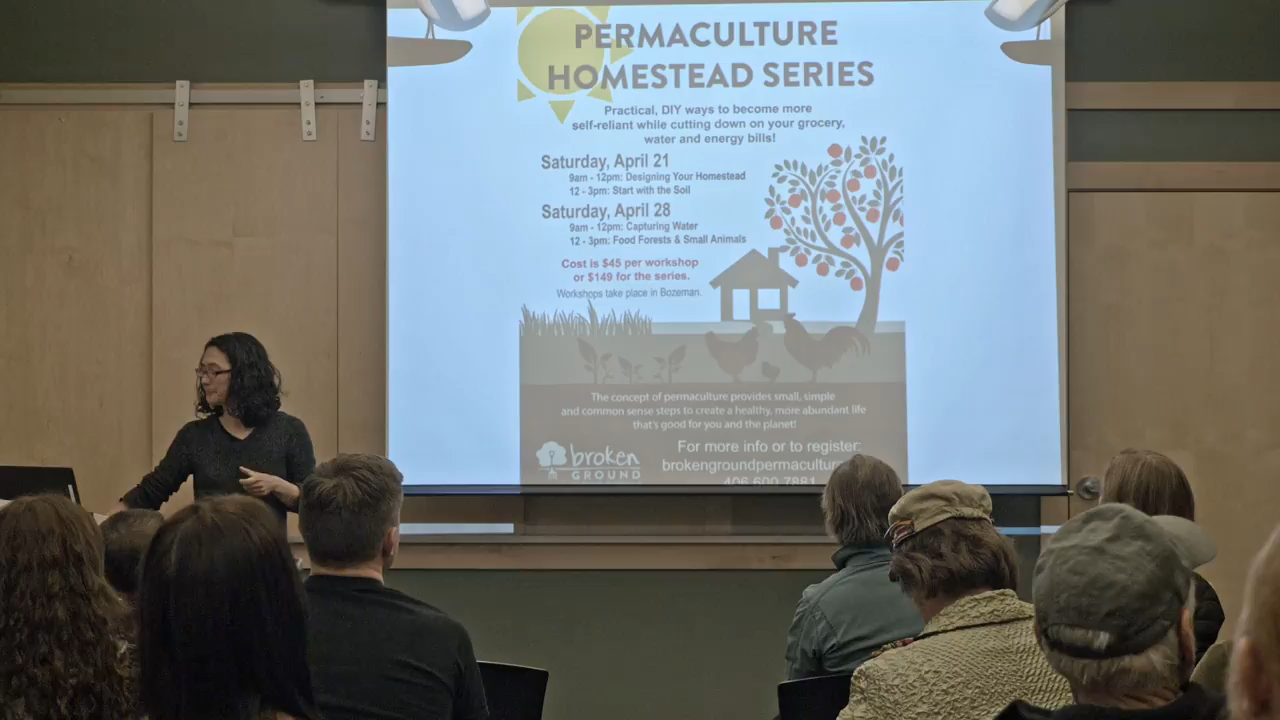 PERMACULTURE
HOMESTEAD SERIES
Practical, DIY ways to become more
self-reliant while cutting down on your grocery,
water and energy bills!
Saturday, April 21
9am - 12pm: Designing Your Homestead
12 - 3pm: Start with the Soil
Saturday, April 28
9am - 12pm: Capturing Water
12 - 3pm: Food Forests & Small Animals
Cost is $45 per workshop
or $149 for the series.
Workshops take place in Bozeman.
The concept of permaculture provides small, simple
and common sense steps to create a healthy, more abundant life
that's good for you and the planet!
broken
GROUND
For more info or to register:
brokengroundpermacultur
406.600.7881